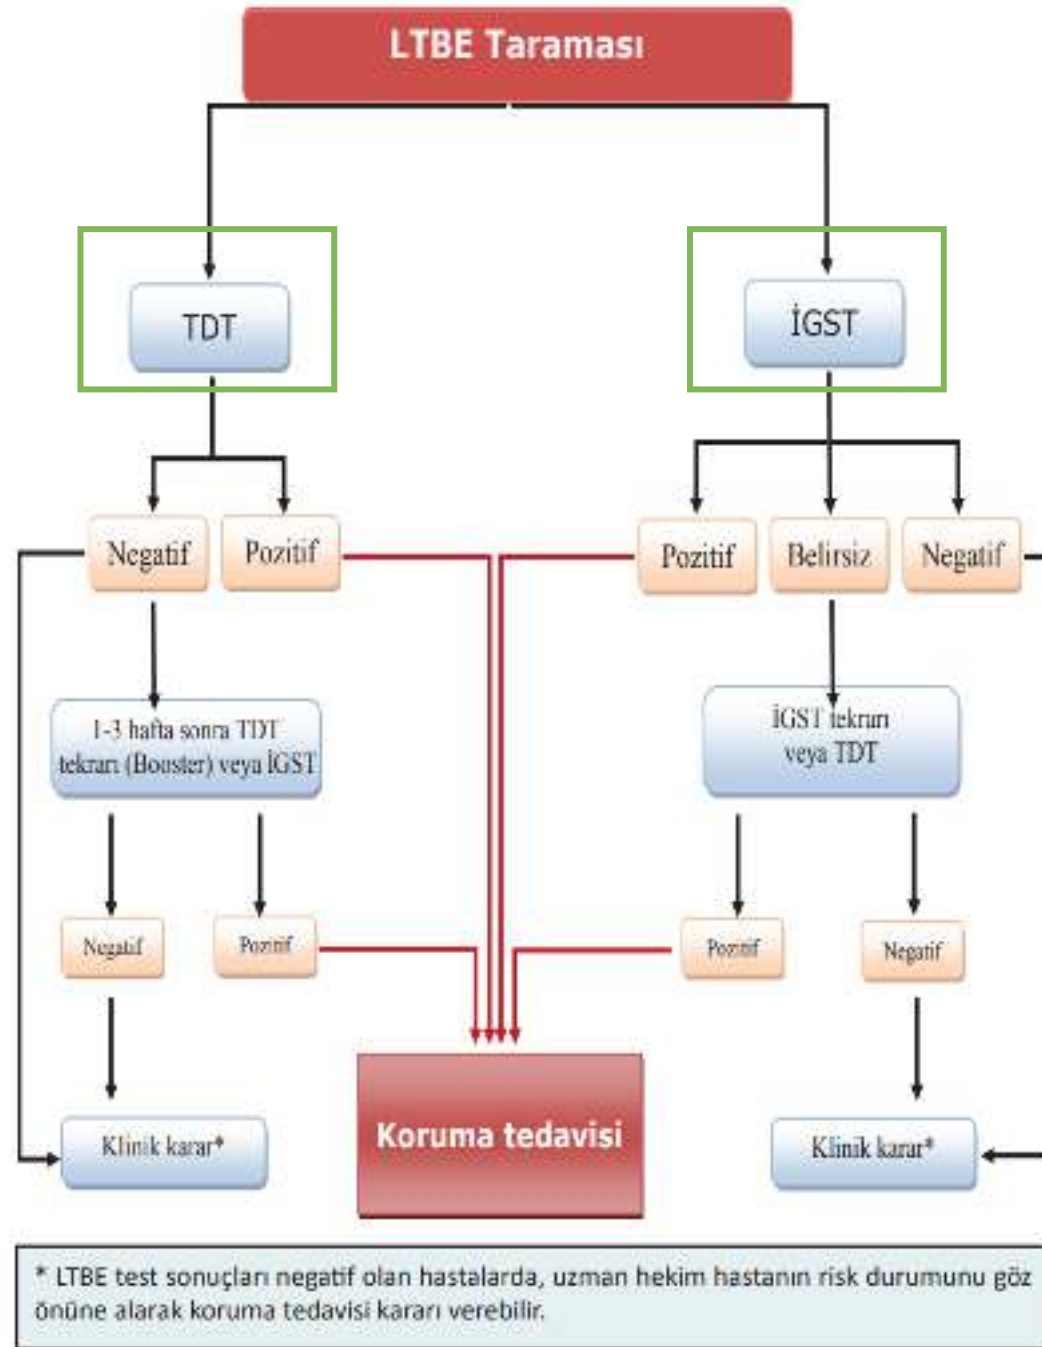 LTBE Taraması
TDT
İGST
Negatif
Pozitif
Pozitif
Belirsiz
Negatif
1-3 hafta sonra TDT
tekrarı (Booster) veya İGST
İGST tekrarı
veya TDT
Negatif
Pozitif
Pozitif
Negatif
Klinik karar*
Koruma tedavisi
Klinik karar*
* LTBE test sonuçları negatif olan hastalarda, uzman hekim hastanın risk durumunu göz
önüne alarak koruma tedavisi kararı verebilir.